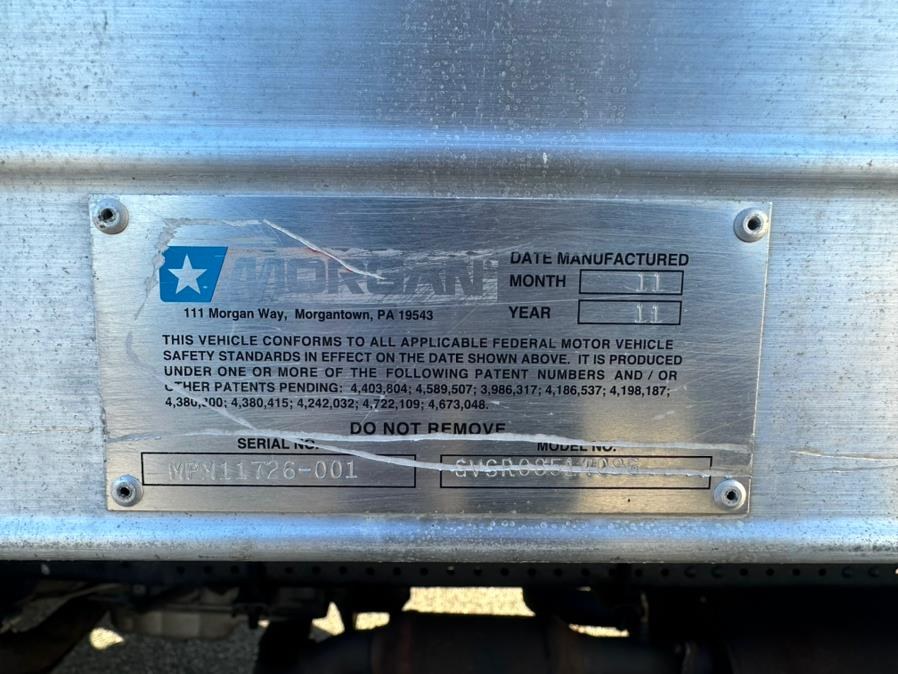 MORGAN
111 Morgan Way, Morgantown, PA 19543
DATE MANUFACTURED
MONTH 11
YEAR 11
THIS VEHICLE CONFORMS TO ALL APPLICABLE FEDERAL MOTOR VEHICLE
SAFETY STANDARDS IN EFFECT ON THE DATE SHOWN ABOVE. IT IS PRODUCED
UNDER ONE OR MORE OF THE FOLLOWING PATENT NUMBERS AND / OR
OTHER PATENTS PENDING: 4,403,804; 4,589,507; 3,986,317; 4,186,537; 4,198,187;
4,380,415; 4,242,032; 4,722,109; 4,673,048.
DO NOT REMOVE
SERIAL NO.
MODEL NO.